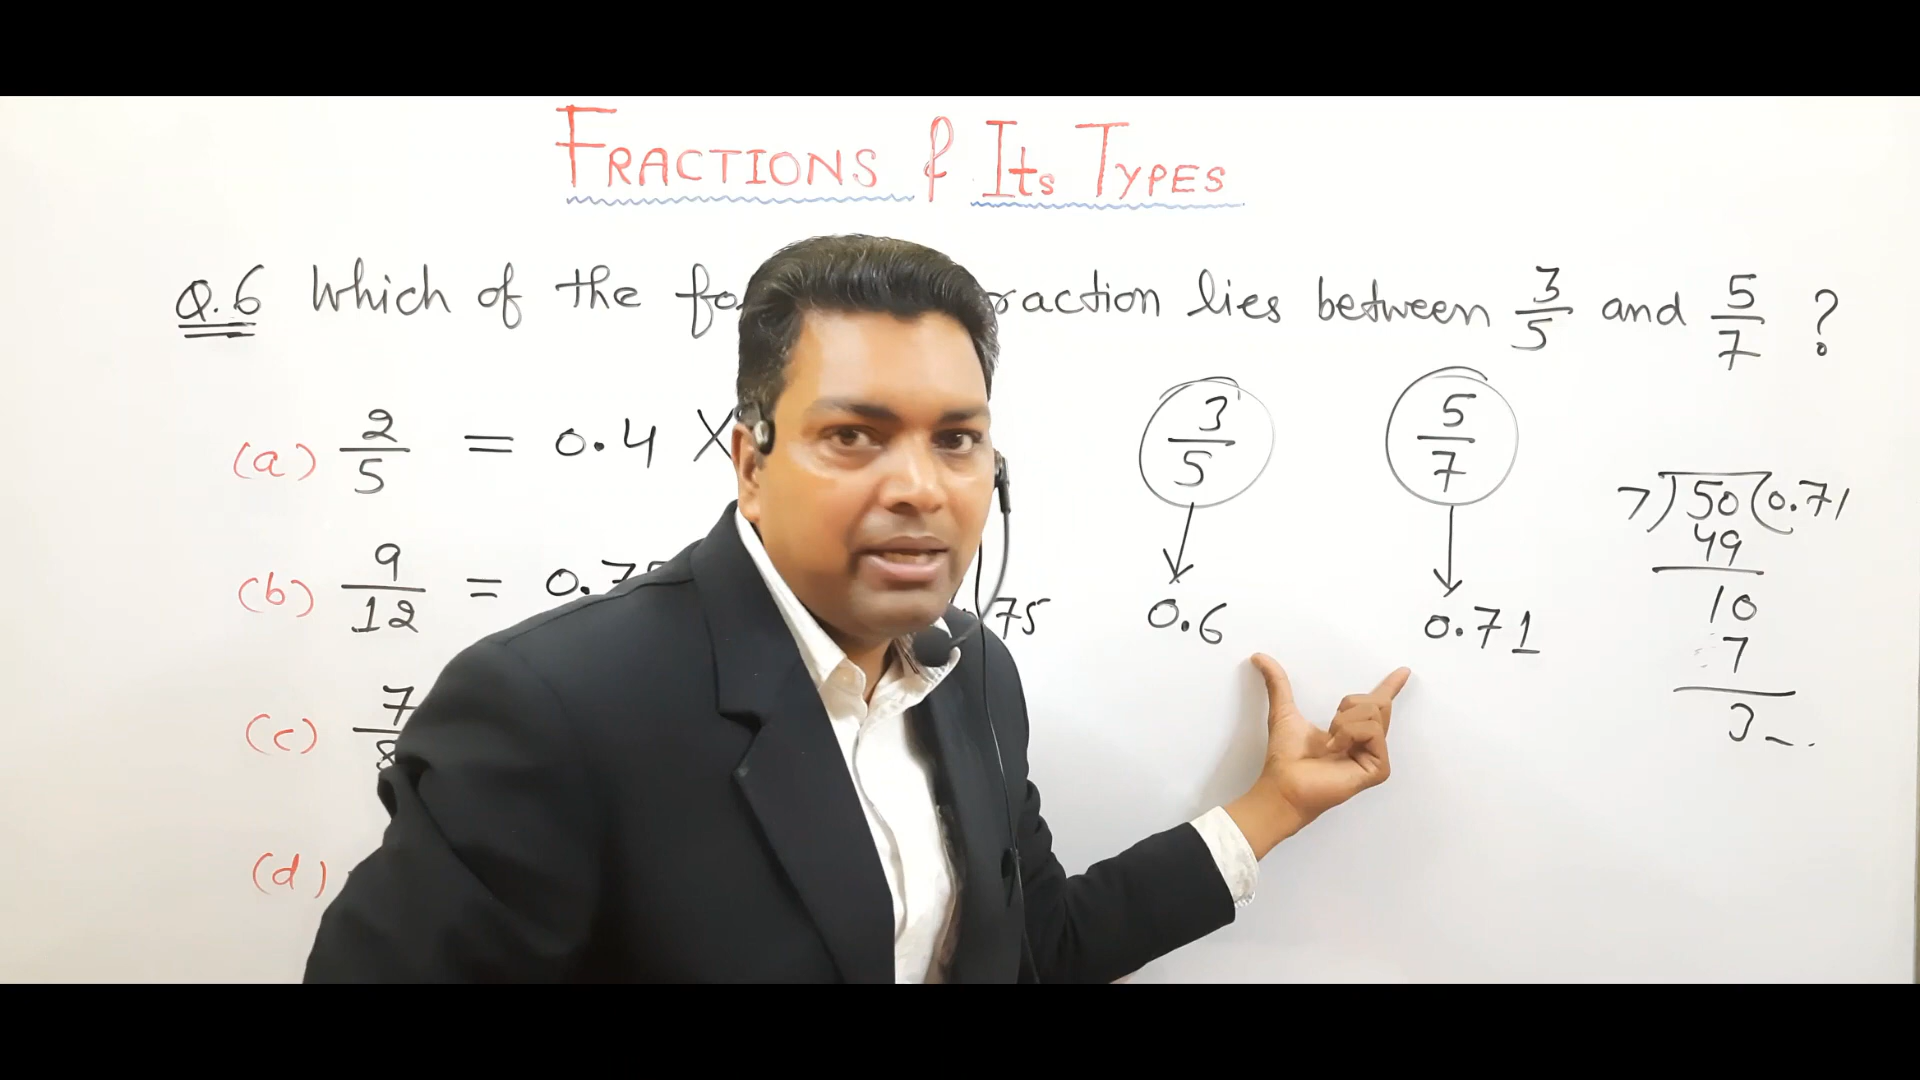 FRACTIONS & Its TYPES
Q.6 Which of the raction lies between 3/5 and 5/7 ?
(a) 2/5 = 0.4 X
(b) 9/12 = 0.75
75
(c) 7/8
(d)
3/5
0.6
5/7
0.71
7)50(0.71
49
10
7
3